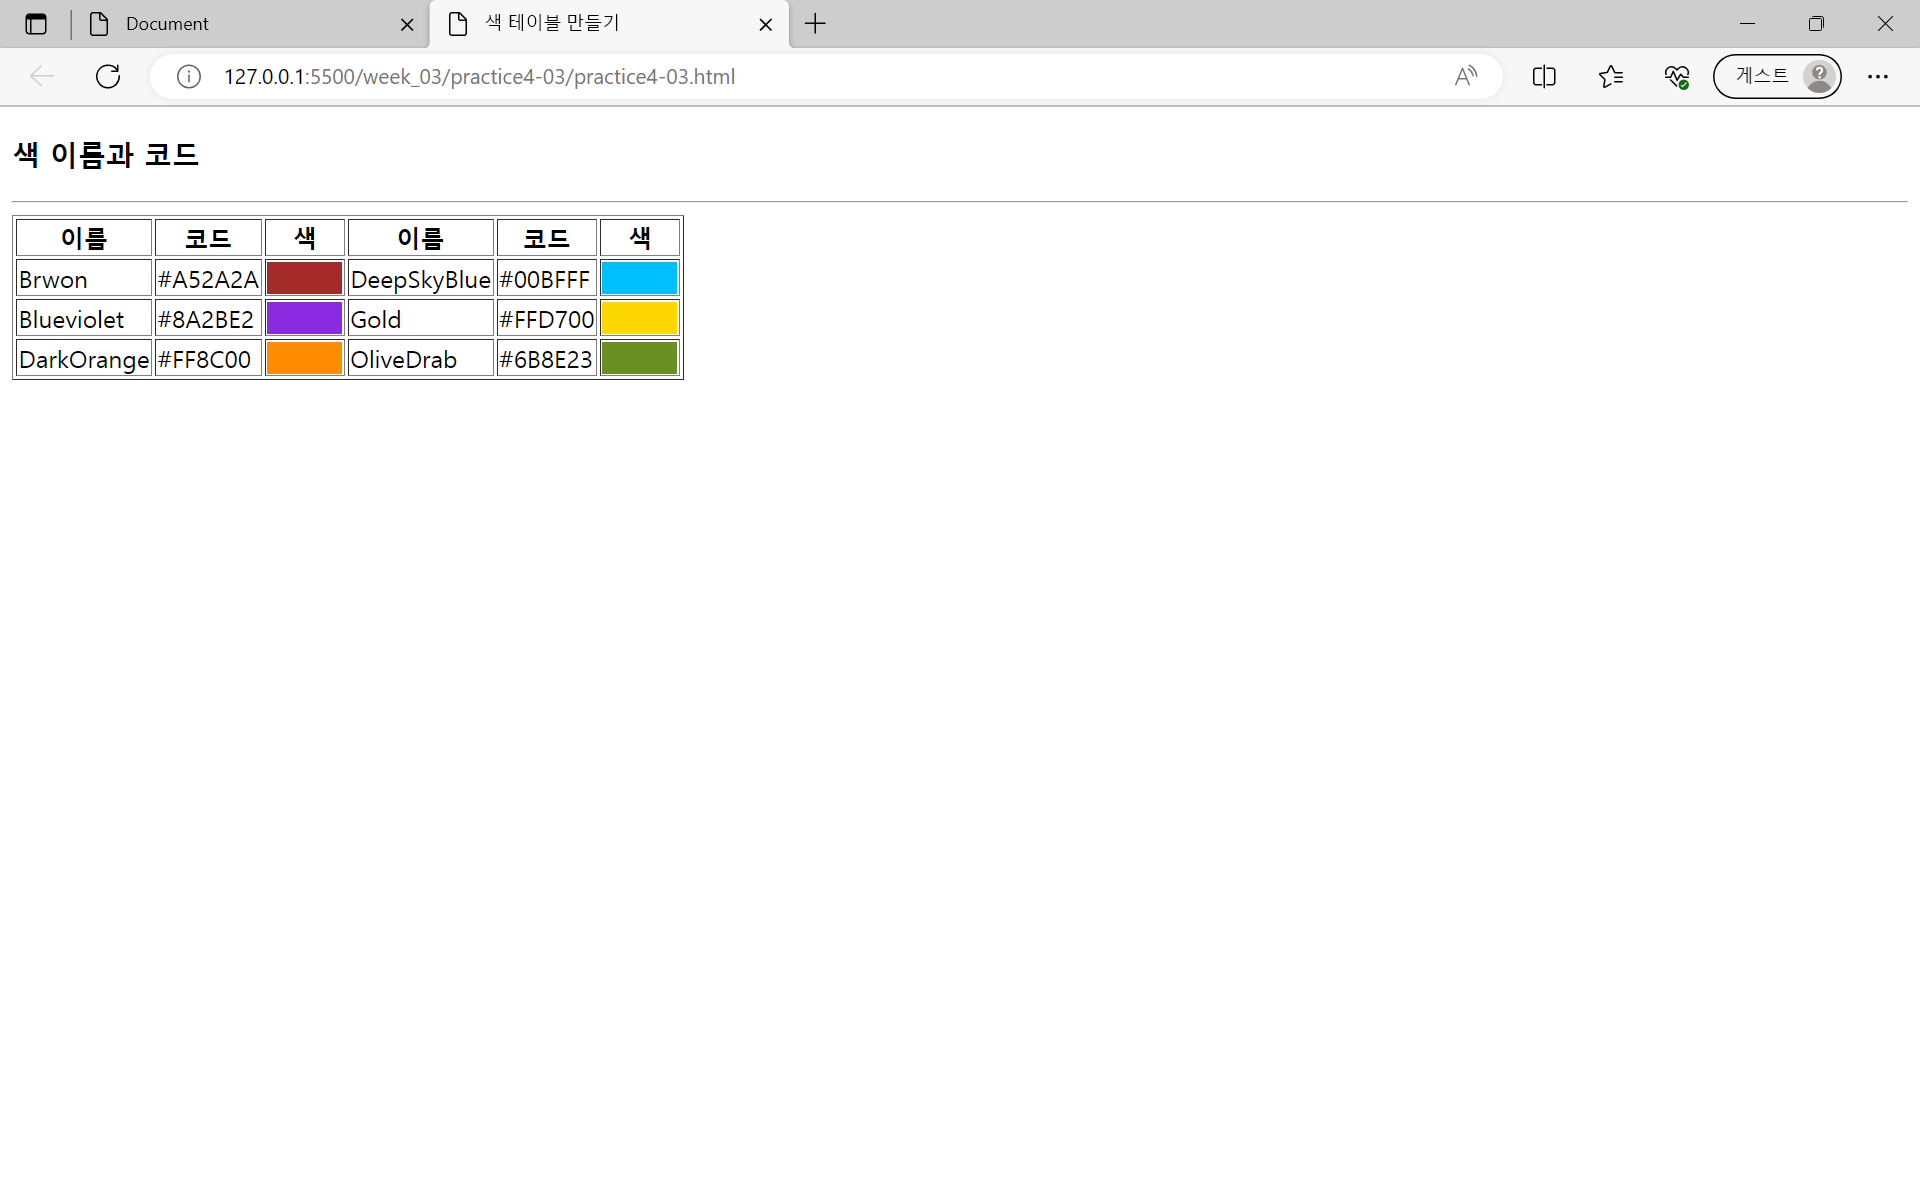 Document
색 테이블 만들기
127.0.0.1:5500/week_03/practice4-03/practice4-03.html
게스트
색 이름과 코드
이름 코드 색 이름 코드 색
Brwon #A52A2A DeepSkyBlue #00BFFF
Blueviolet #8A2BE2 Gold #FFD700
DarkOrange #FF8C00 OliveDrab #6B8E23